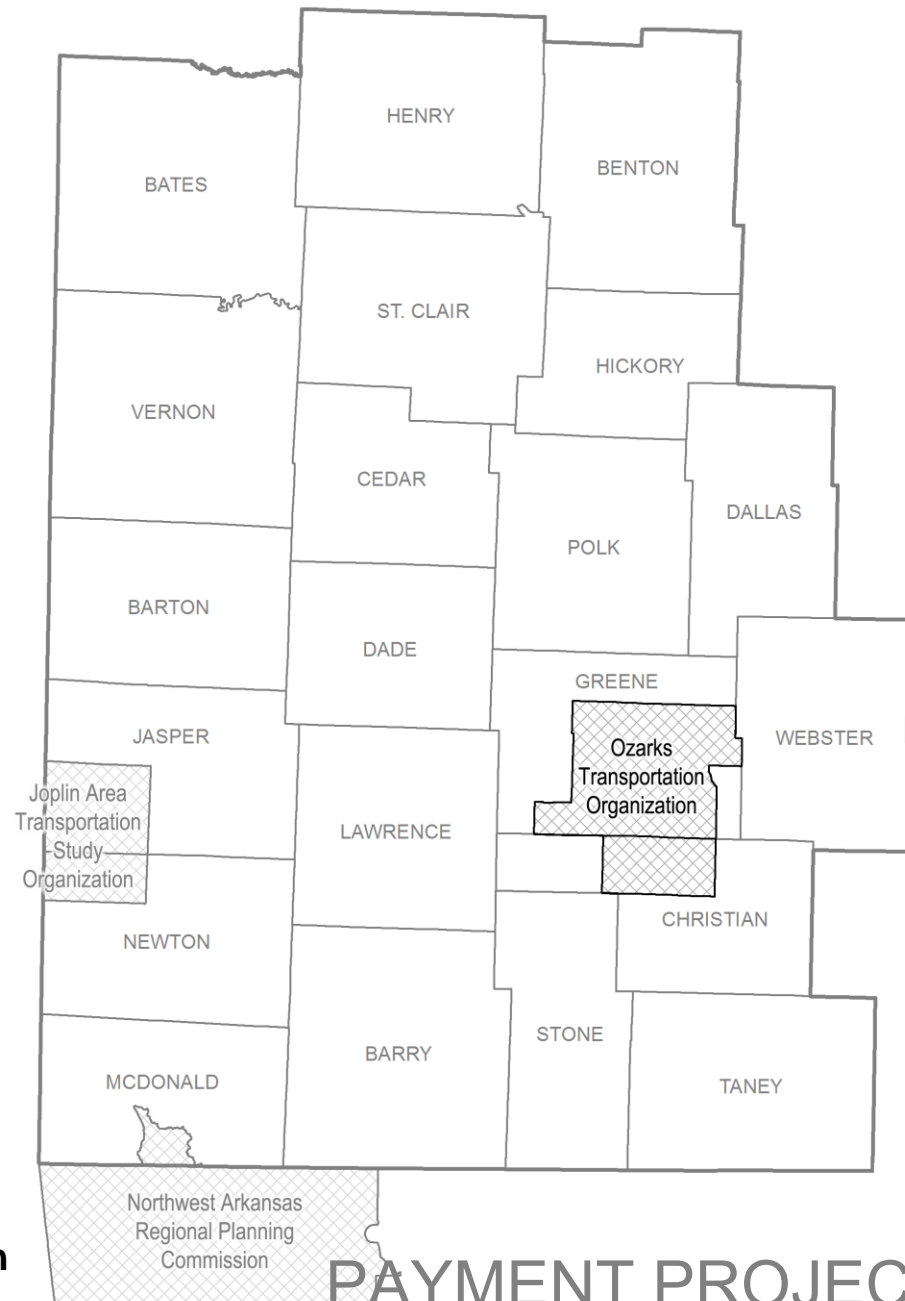 HENRY
BENTON
BATES
ST. CLAIR
HICKORY
VERNON
CEDAR
DALLAS
POLK
BARTON
DADE
GREENE
JASPER
WEBSTER
Ozarks
Transportation
Organization
Joplin Area
Transportation
Study
Organization
LAWRENCE
CHRISTIAN
NEWTON
STONE
BARRY
MCDONALD
TANEY
Northwest Arkansas
Regional Planning
Commission
n
PAYMENT PROJEC